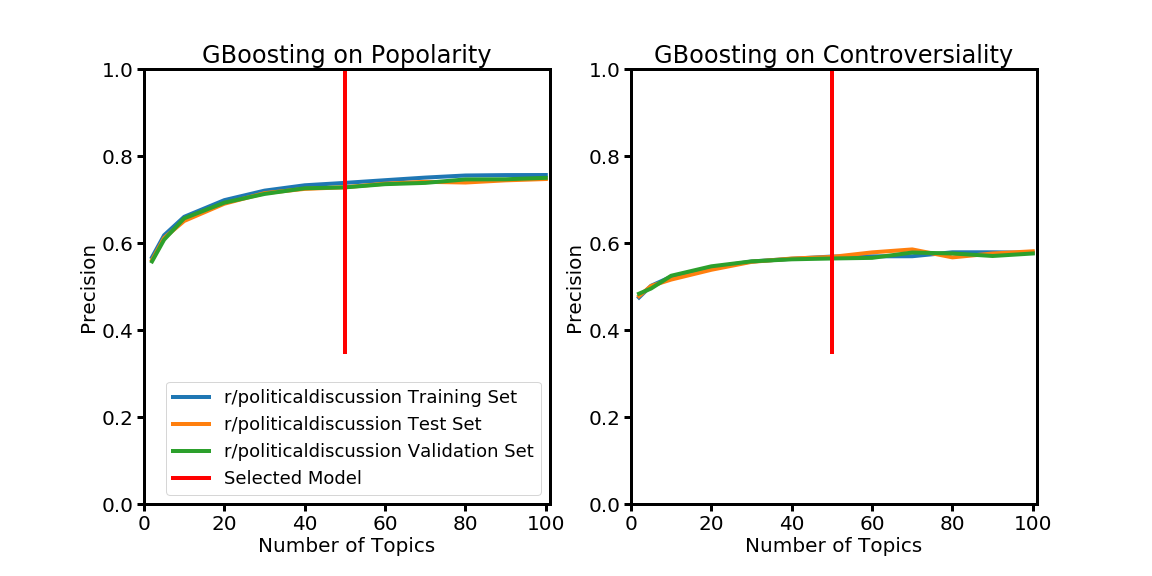 GBoosting on Popolarity
1.0
0.8
0.6
0.4
0.2
0.0
Precision
0 20 40 60 80 100
Number of Topics
r/politicaldiscussion Training Set
r/politicaldiscussion Test Set
r/politicaldiscussion Validation Set
Selected Model
GBoosting on Controversiality
1.0
0.8
0.6
0.4
0.2
0.0
Precision
0 20 40 60 80 100
Number of Topics